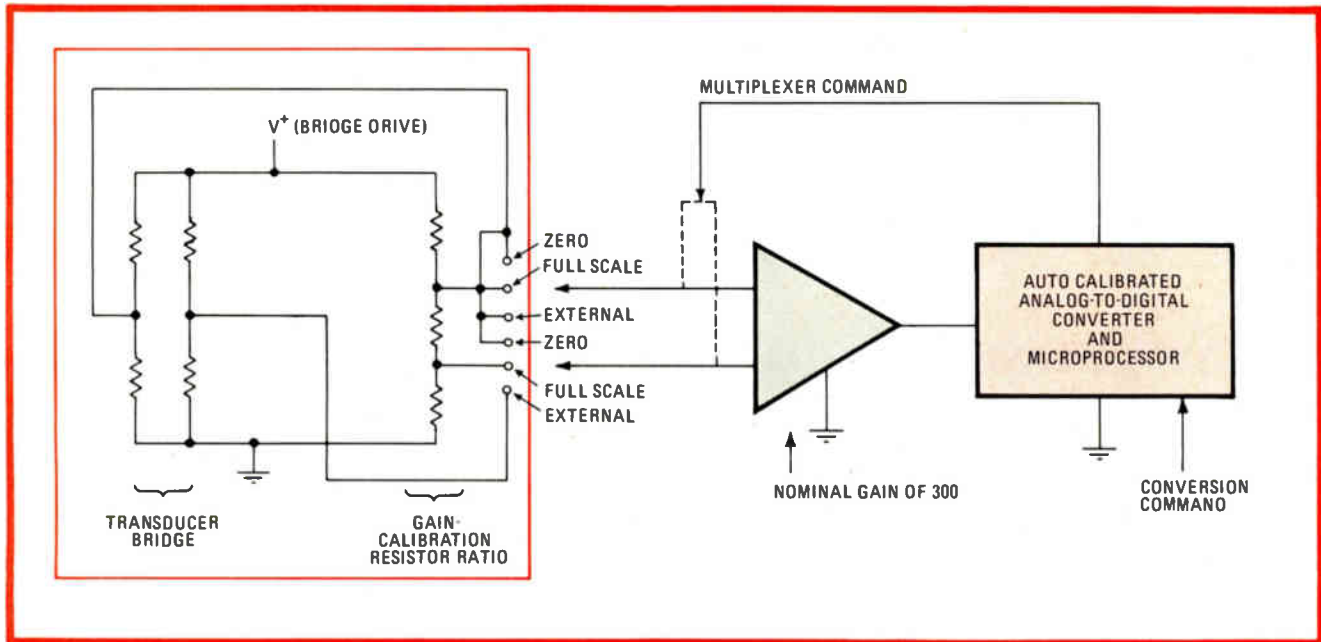 MULTIPLEXER COMMAND
V+ (BRIOGE ORIVE)
ZERO
FULL SCALE
EXTERNAL
ZERO
FULL SCALE
EXTERNAL
AUTO CALIBRATED
ANALOG-TO-DIGITAL
CONVERTER
AND
MICROPROCESSOR
NOMINAL GAIN OF 300
CONVERSION
COMMANO
TRANSDUCER
BRIDGE
GAIN-
CALIBRATION
RESISTOR RATIO